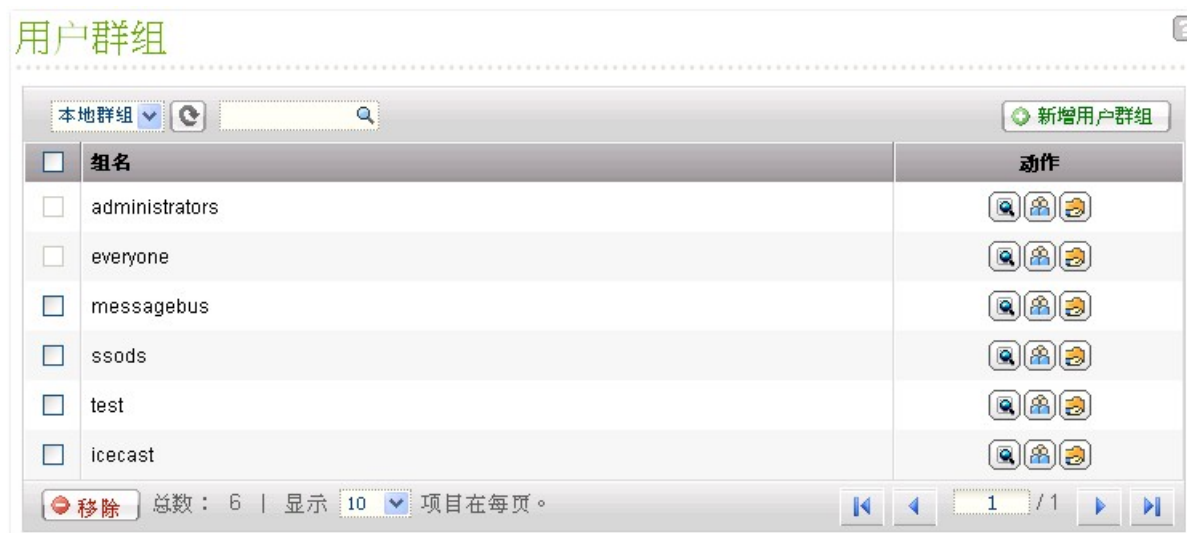 用户群组
?
本地群组 新增用户群组
组名 动作
administrators
everyone
messagebus
ssods
test
icecast
移除 总数： 6 | 显示 10 项目在每页。 1 / 1